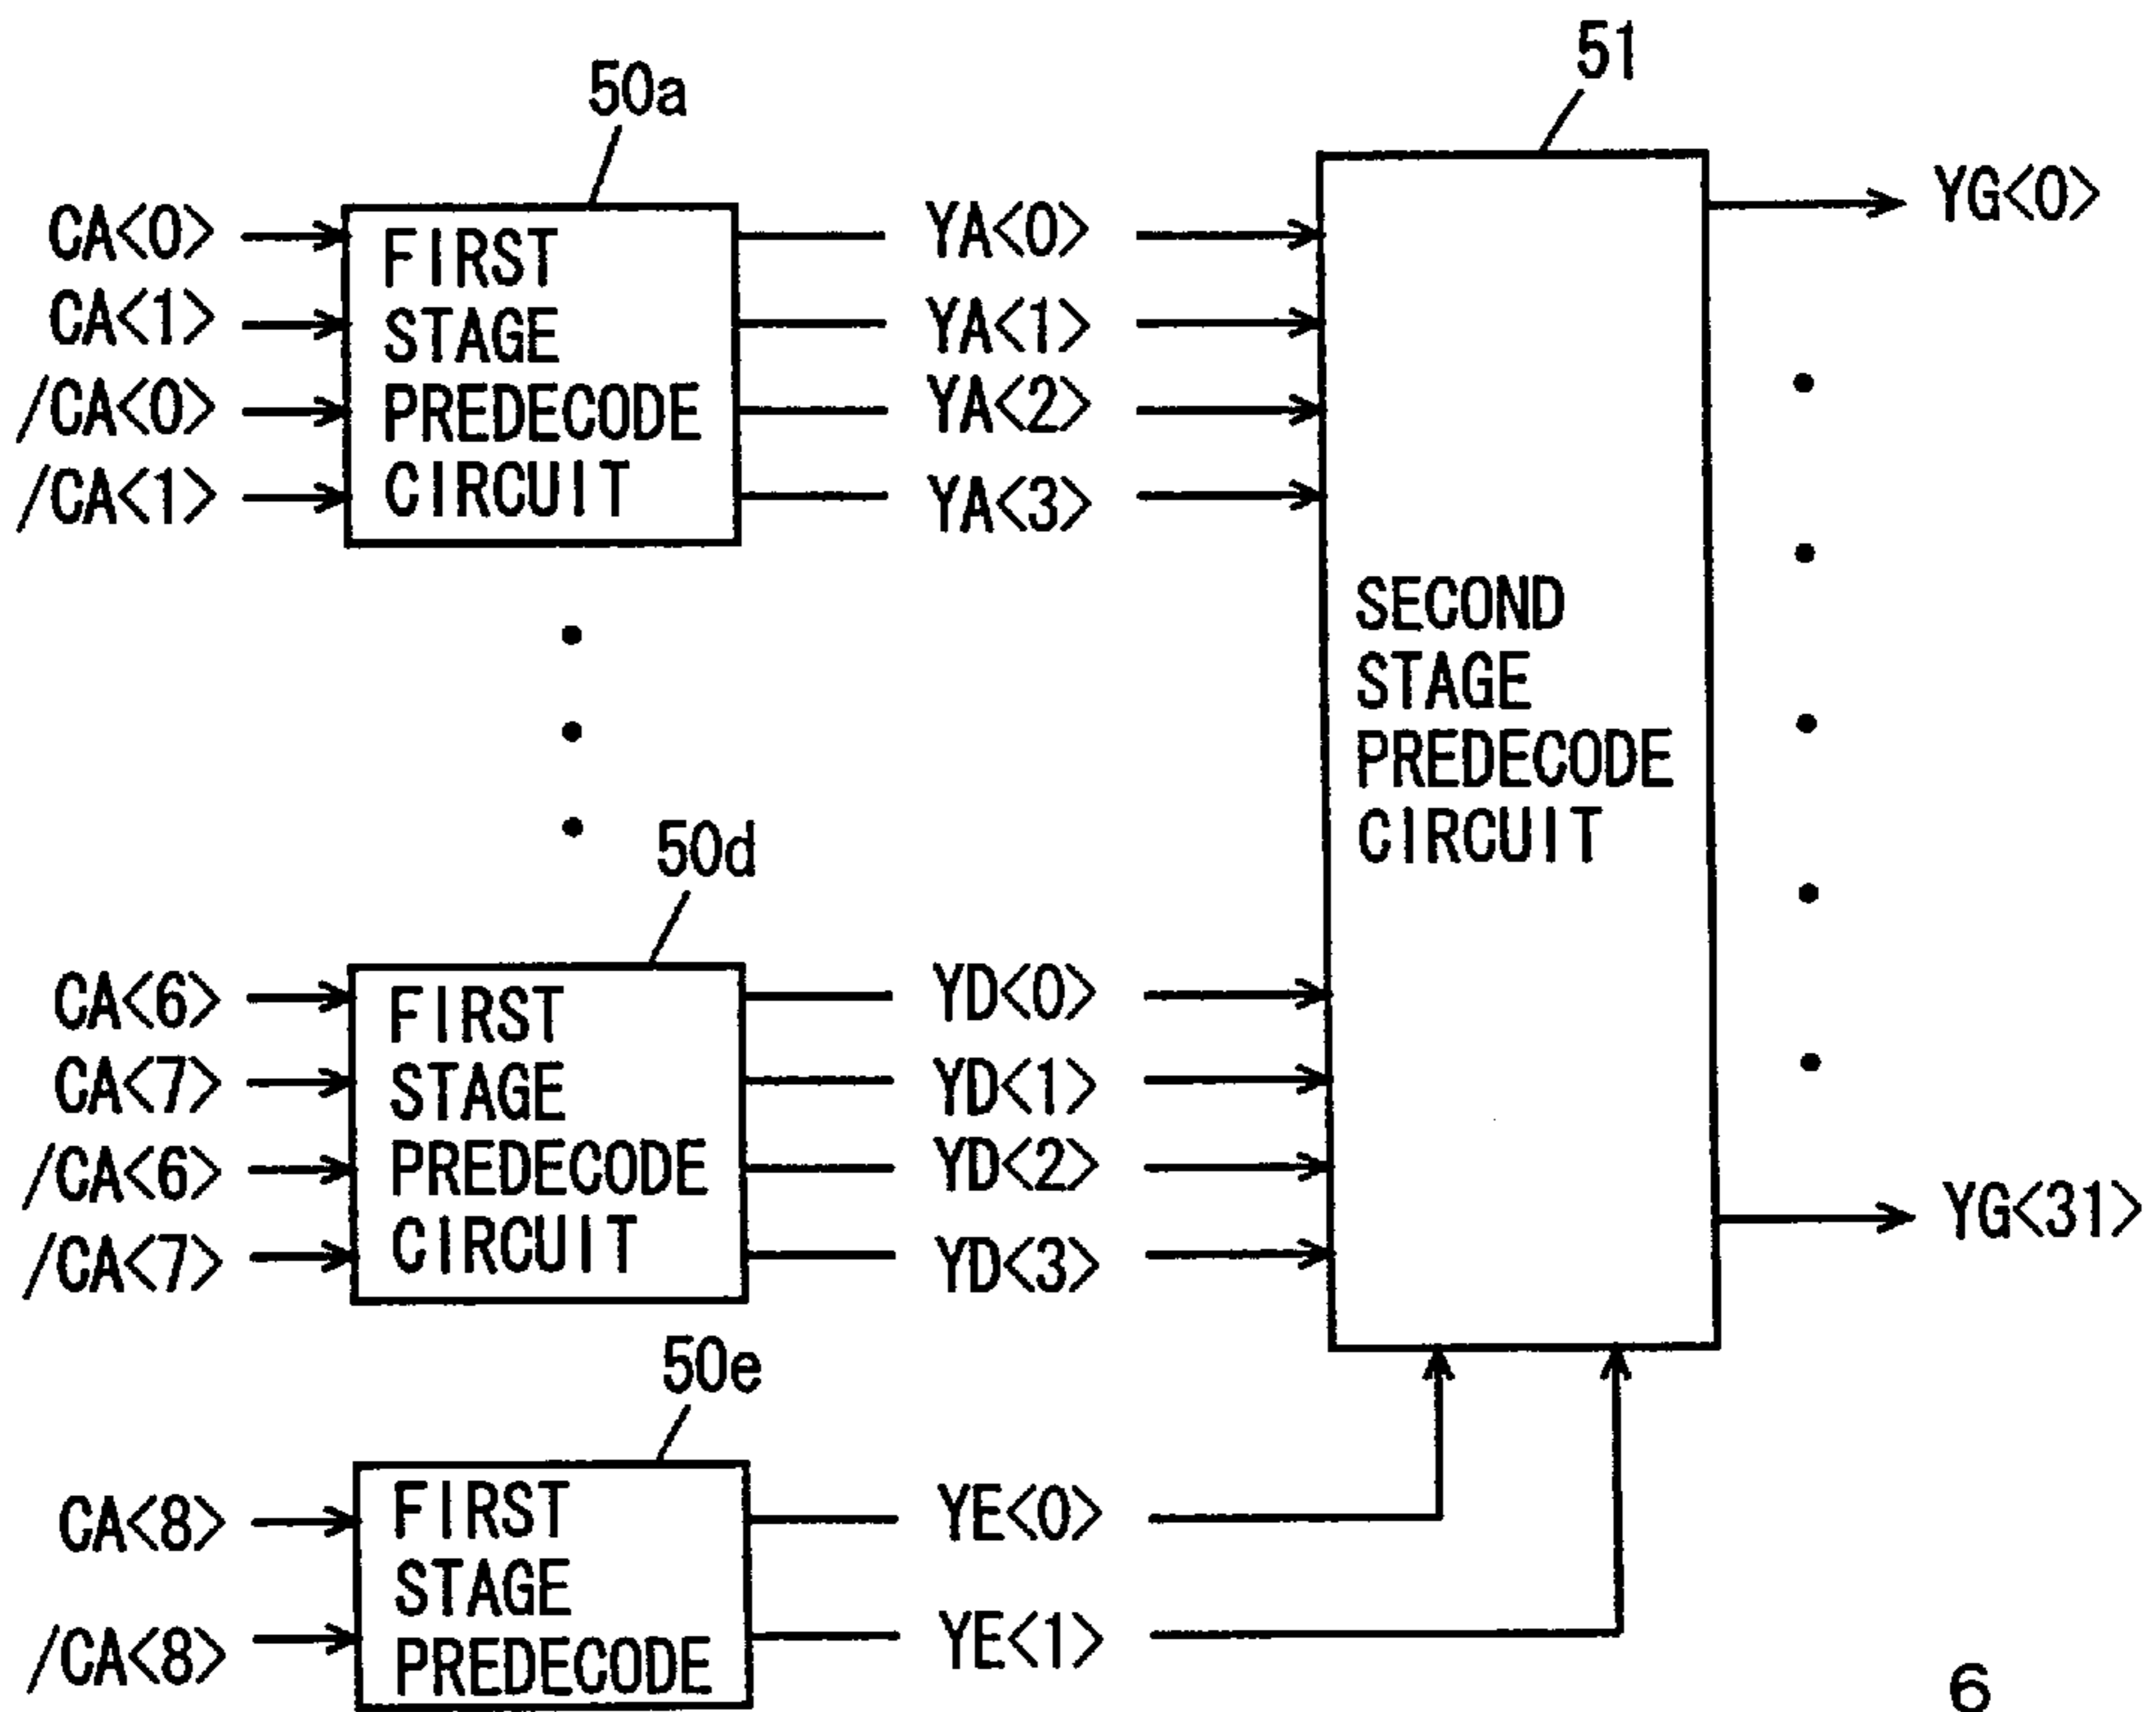 51
50a
CA<0>
CA<1>
/CA<0>
/CA<1>
FIRST
STAGE
PREDECODE
CIRCUIT
YA<0>
YA<1>
YA<2>
YA<3>
SECOND
STAGE
PREDECODE
CIRCUIT
YG<0>
YG<31>
50d
CA<6>
CA<7>
/CA<6>
/CA<7>
FIRST
STAGE
PREDECODE
CIRCUIT
YD<0>
YD<1>
YD<2>
YD<3>
50e
CA<8>
/CA<8>
FIRST
STAGE
PREDECODE
YE<0>
YE<1>
6